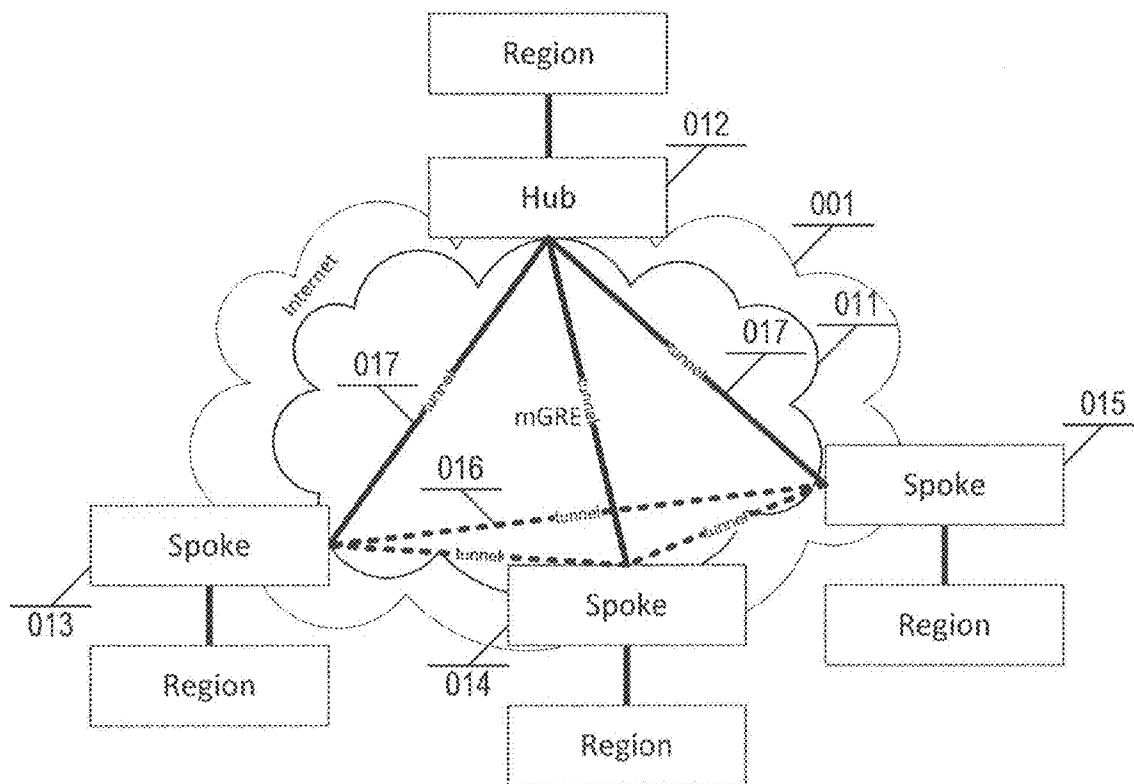 Region
012
Hub
001
Internet
011
017
017
tunnel
tunnel
tunnel
mGRE
015
016
Spoke
tunnel
Spoke
tunnel
tunnel
013
Spoke
Region
014
Region
Region